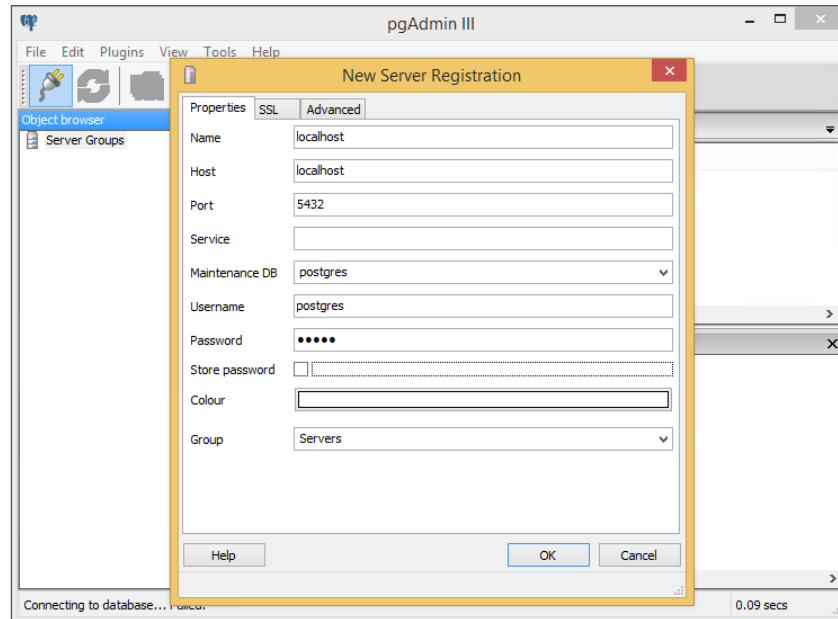 pgAdmin III
File Edit Plugins View Tools Help
New Server Registration
Object browser
Server Groups
Properties SSL Advanced
Name localhost
Host localhost
Port 5432
Service
Maintenance DB postgres
Username postgres
Password •••••
Store password
Colour
Group Servers
Help OK Cancel
Connecting to database... Failed. 0.09 secs